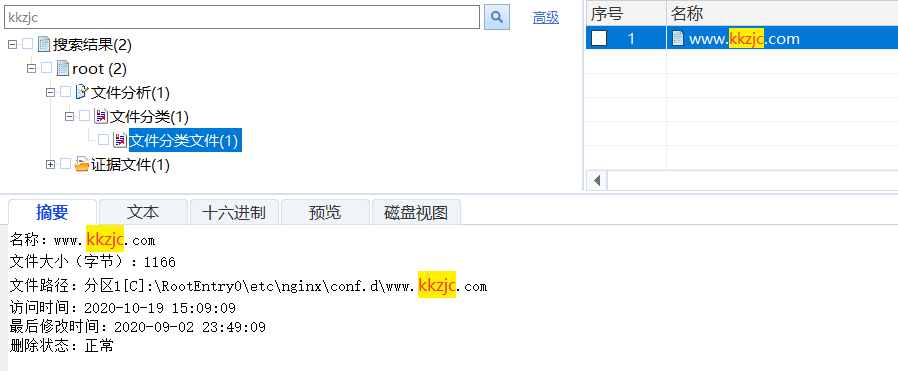 kkzjc
高级
搜索结果(2)
root (2)
文件分析(1)
文件分类(1)
文件分类文件(1)
证据文件(1)
序号 名称
1 www.kkzjc.com
摘要 文本 十六进制 预览 磁盘视图
名称：www.kkzjc.com
文件大小（字节）：1166
文件路径：分区1[C]:\RootEntry0\etc\nginx\conf.d\www.kkzjc.com
访问时间：2020-10-19 15:09:09
最后修改时间：2020-09-02 23:49:09
删除状态：正常